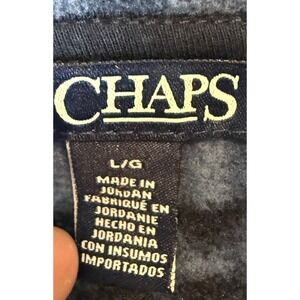 CHAPS
L/G
MADE IN
JORDAN
FABRIQUÉ EN
JORDANIE
HECHO EN
JORDANIA
CON INSUMOS
IMPORTADOS